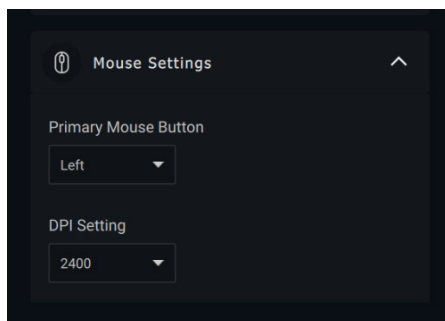 Mouse Settings
Primary Mouse Button
Left
DPI Setting
2400